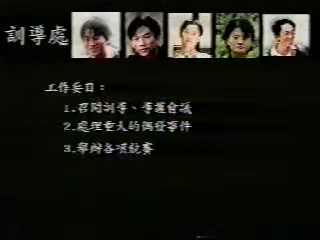 訓導處
工作要目：
1.召開訓導、導護會議
2.處理重大的偶發事件
3.舉辦各項競賽